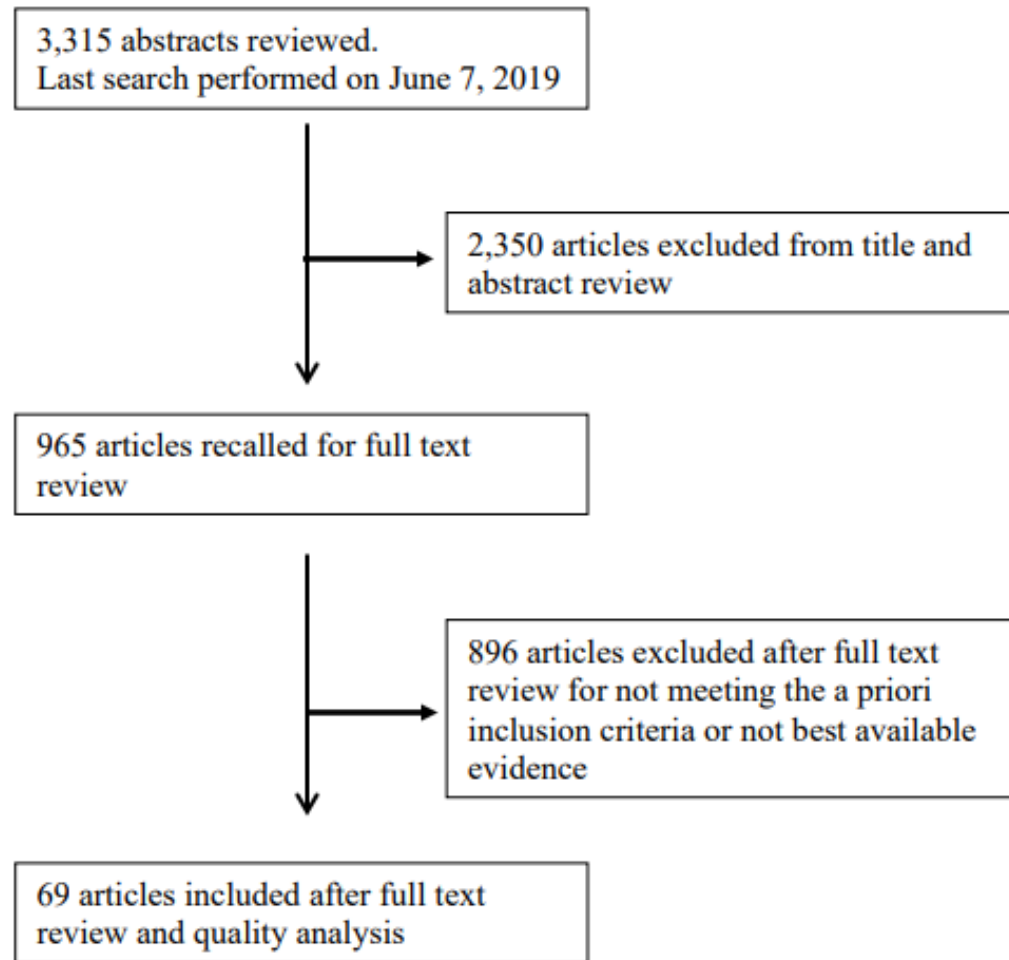 3,315 abstracts reviewed.
Last search performed on June 7, 2019
2,350 articles excluded from title and
abstract review
965 articles recalled for full text
review
896 articles excluded after full text
review for not meeting the a priori
inclusion criteria or not best available
evidence
69 articles included after full text
review and quality analysis